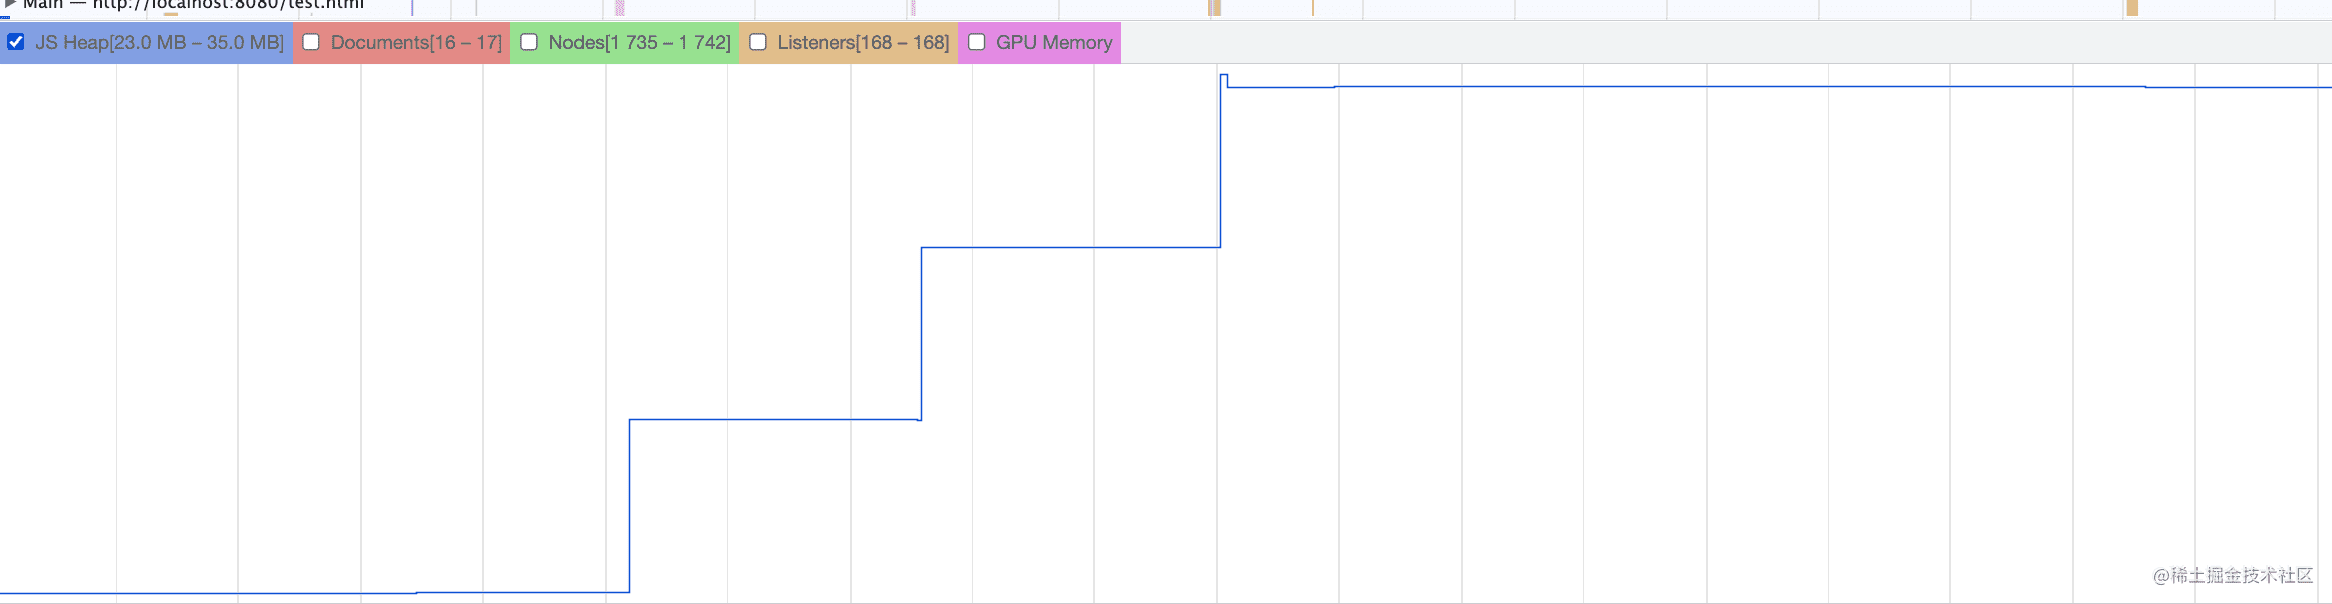 Main — http://localhost:8080/test.html
JS Heap[23.0 MB – 35.0 MB] Documents[16 – 17] Nodes[1 735 – 1 742] Listeners[168 – 168] GPU Memory
@稀土掘金技术社区